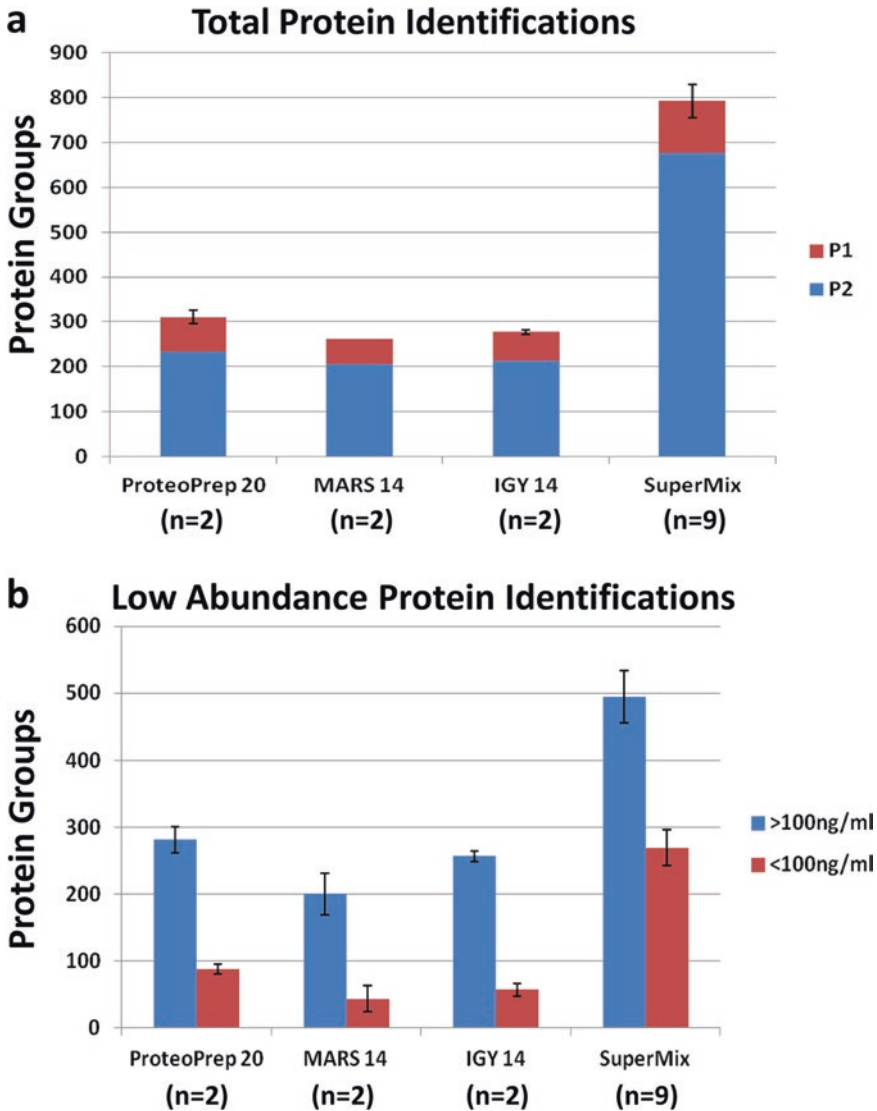 a
Total Protein Identifications
Protein Groups
900
800
700
600
500
400
300
200
100
0
ProteoPrep 20 MARS 14 IGY 14 SuperMix
(n=2) (n=2) (n=2) (n=9)
P1
P2
b
Low Abundance Protein Identifications
Protein Groups
600
500
400
300
200
100
0
ProteoPrep 20 MARS 14 IGY 14 SuperMix
(n=2) (n=2) (n=2) (n=9)
>100ng/ml
<100ng/ml